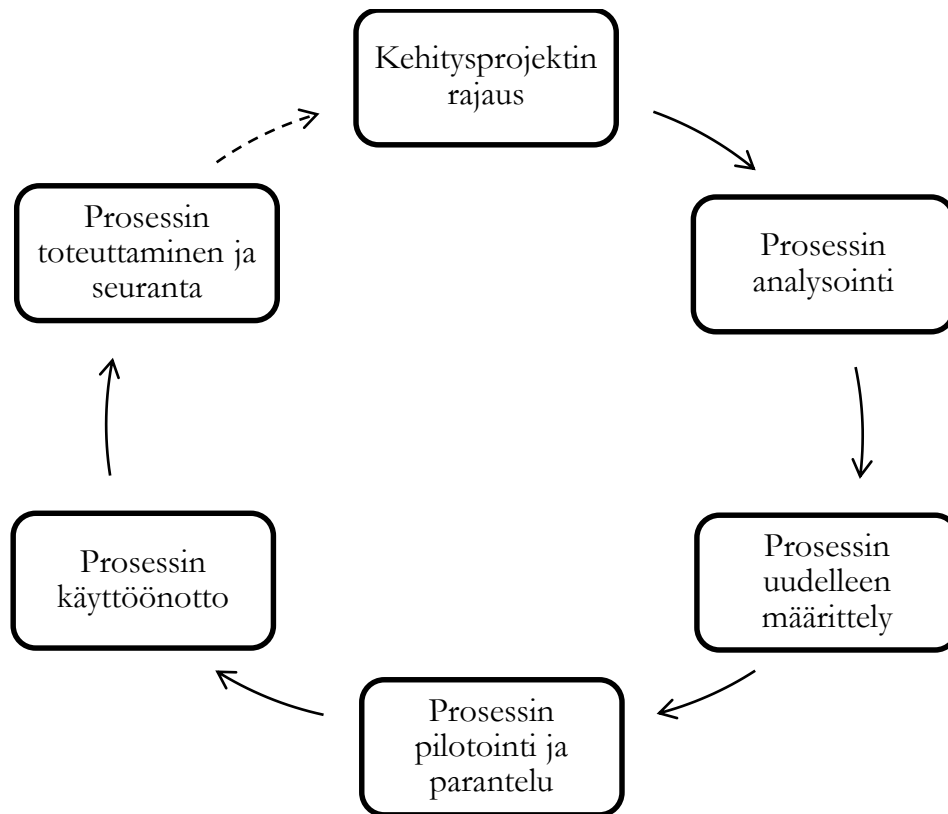 Kehitysprojektin
rajaus
Prosessin
analysointi
Prosessin
uudelleen
määrittely
Prosessin
pilotointi ja
parantelu
Prosessin
käyttöönotto
Prosessin
toteuttaminen ja
seuranta